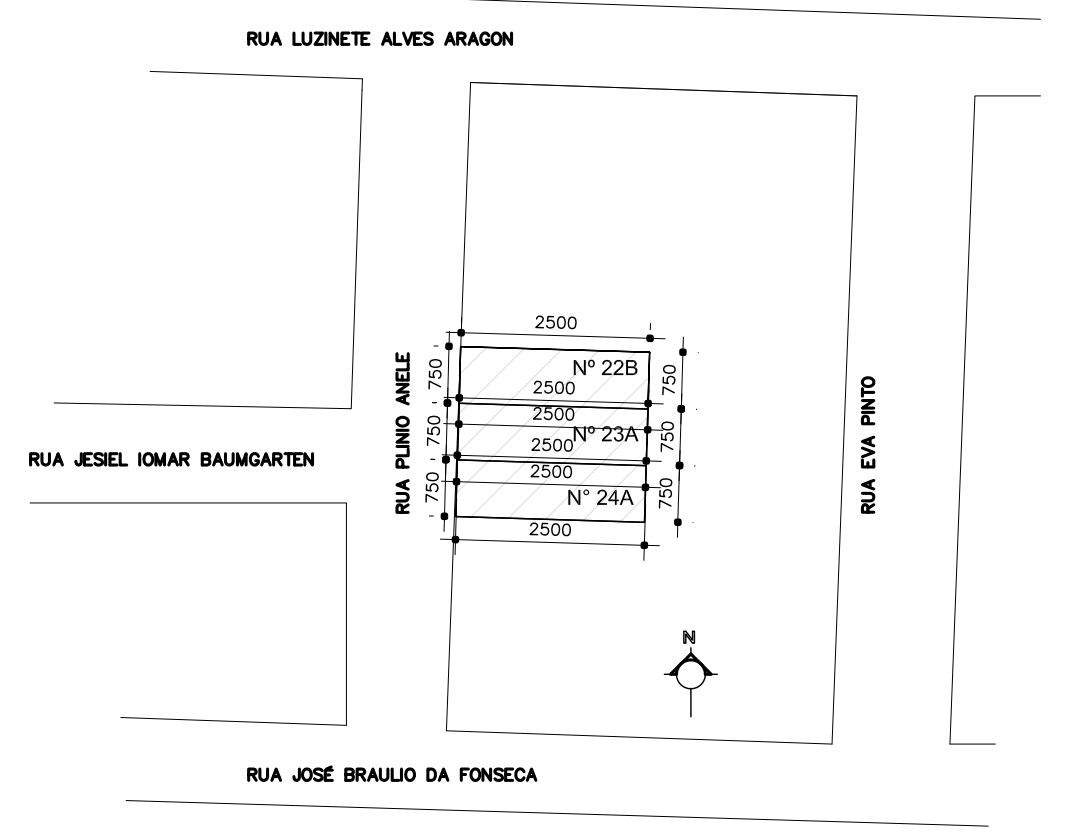 RUA LUZINETE ALVES ARAGON
2500
Nº 22B
750
750
2500
RUA PLINIO ANELE
RUA EVA PINTO
2500
Nº 23A
750
750
2500
RUA JESIEL IOMAR BAUMGARTEN
2500
N° 24A
750
750
2500
N
RUA JOSÉ BRAULIO DA FONSECA